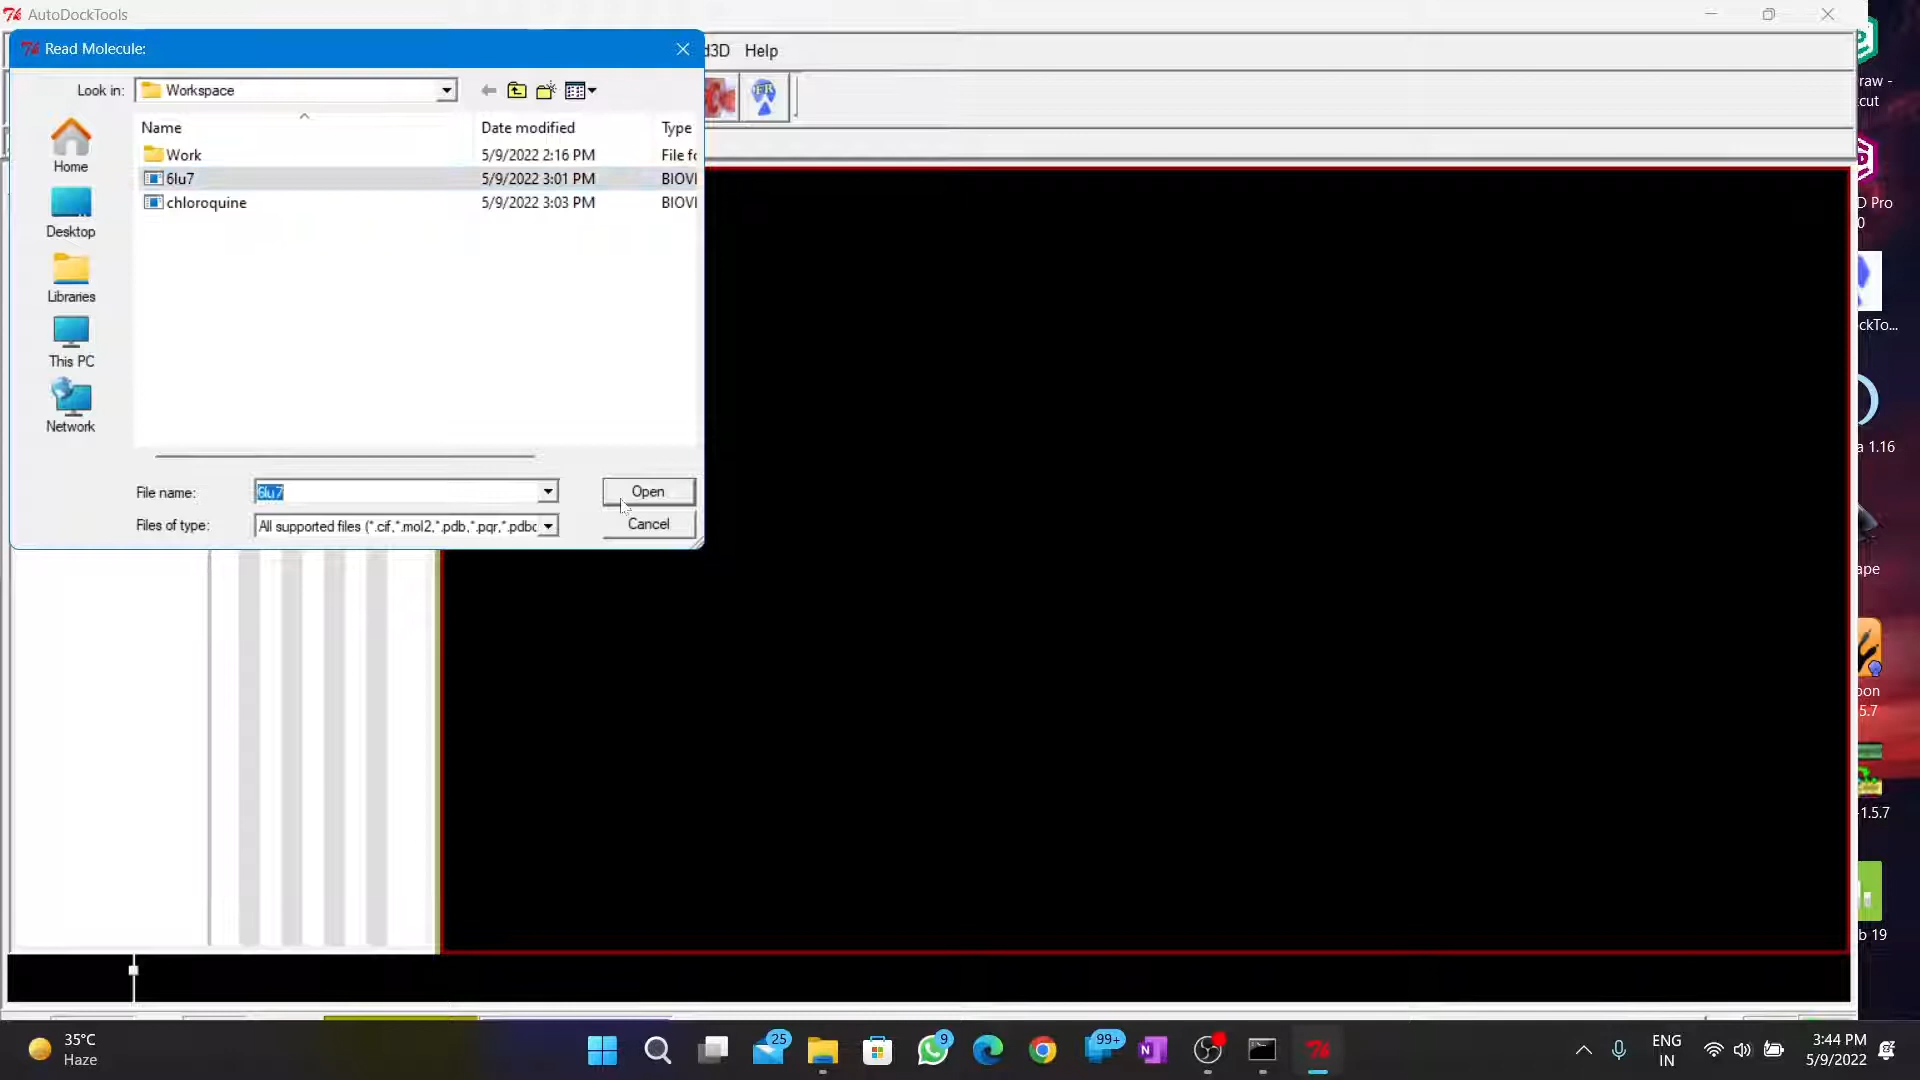 AutoDockTools
Read Molecule:
d3D Help
Look in: Workspace
Name Date modified Type
Work 5/9/2022 2:16 PM File fo
6lu7 5/9/2022 3:01 PM BIOVI
chloroquine 5/9/2022 3:03 PM BIOVI
Home
Desktop
Libraries
This PC
Network
File name: 6lu7 Open
Files of type: All supported files (*.cif,*.mol2,*.pdb,*.pqr,*.pdbc Cancel
raw -
cut
D Pro
0
ckTo...
a 1.16
ape
oon
5.7
-1.5.7
b 19
35°C
Haze
25
9
99+
ENG
IN
3:44 PM
5/9/2022